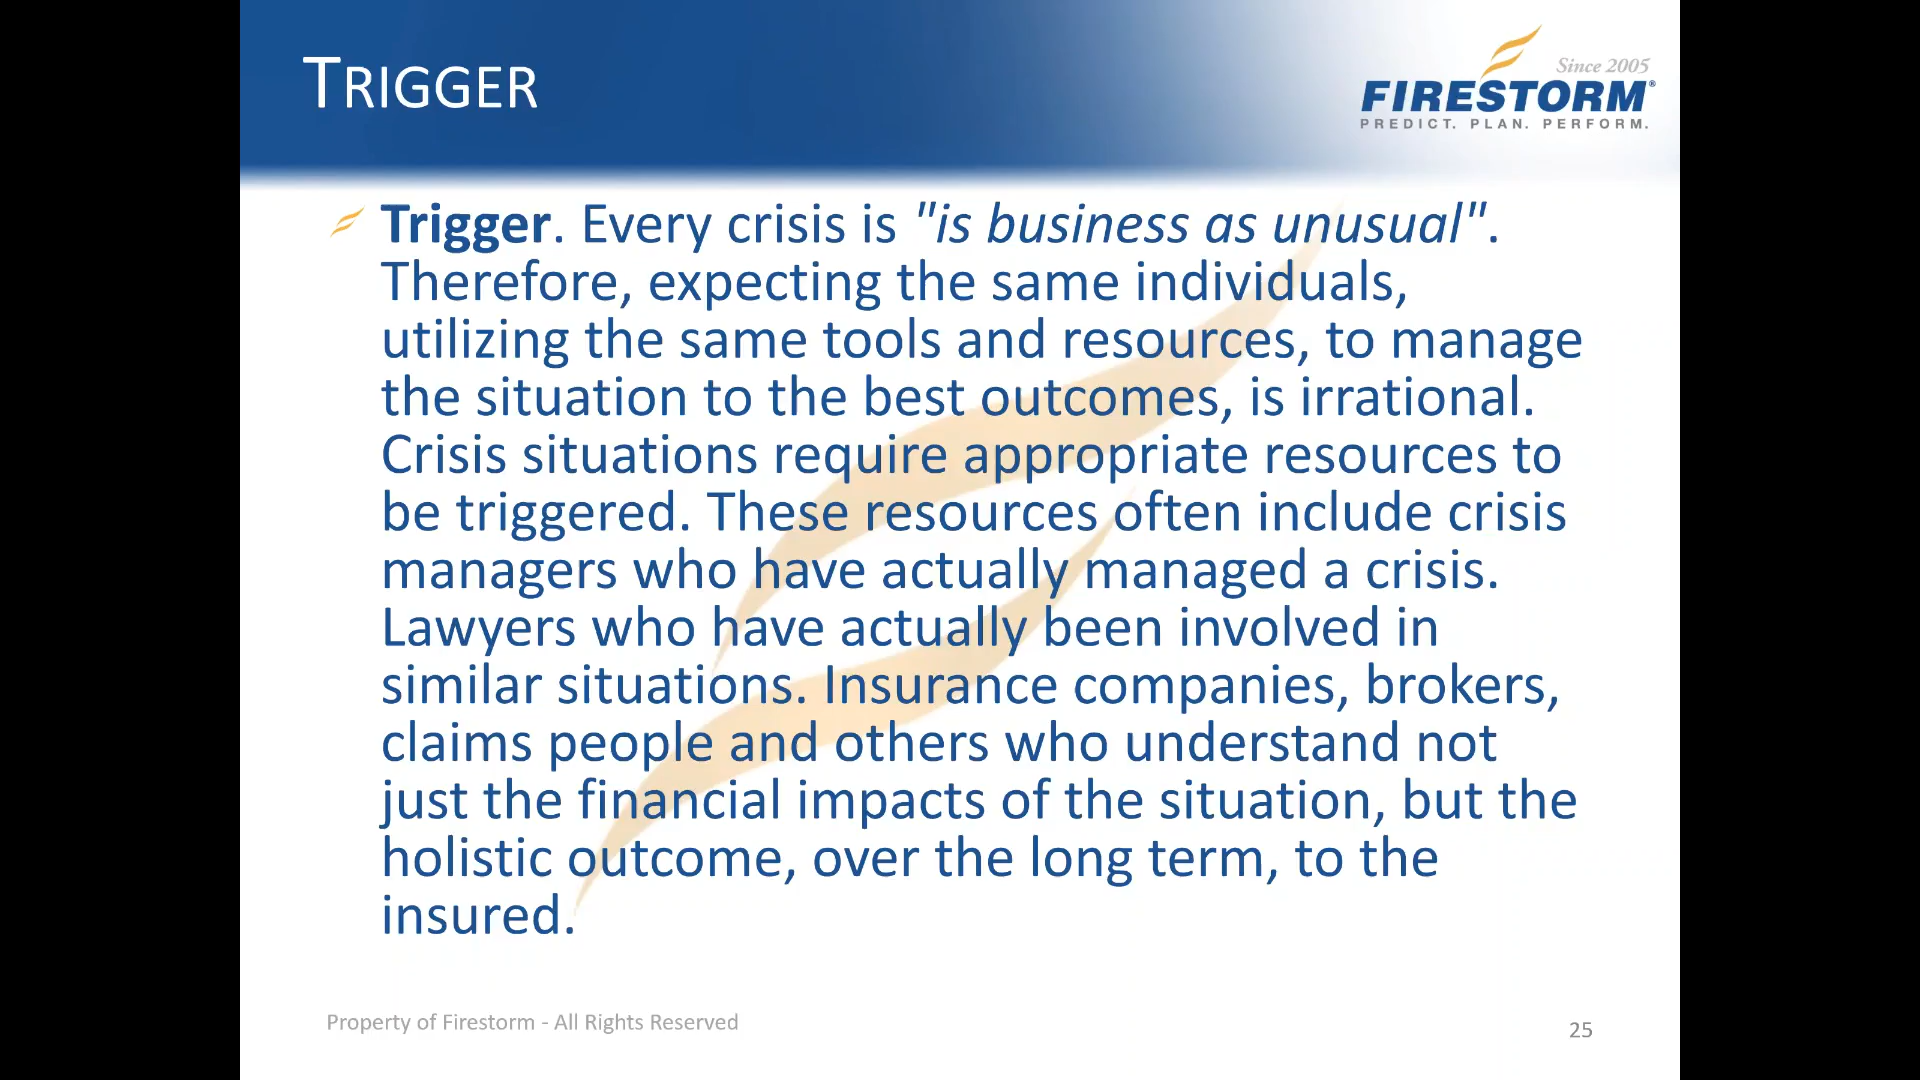 TRIGGER
Since 2005
FIRESTORM®
PREDICT. PLAN. PERFORM.
Trigger. Every crisis is "is business as unusual".
Therefore, expecting the same individuals,
utilizing the same tools and resources, to manage
the situation to the best outcomes, is irrational.
Crisis situations require appropriate resources to
be triggered. These resources often include crisis
managers who have actually managed a crisis.
Lawyers who have actually been involved in
similar situations. Insurance companies, brokers,
claims people and others who understand not
just the financial impacts of the situation, but the
holistic outcome, over the long term, to the
insured.
Property of Firestorm - All Rights Reserved
25